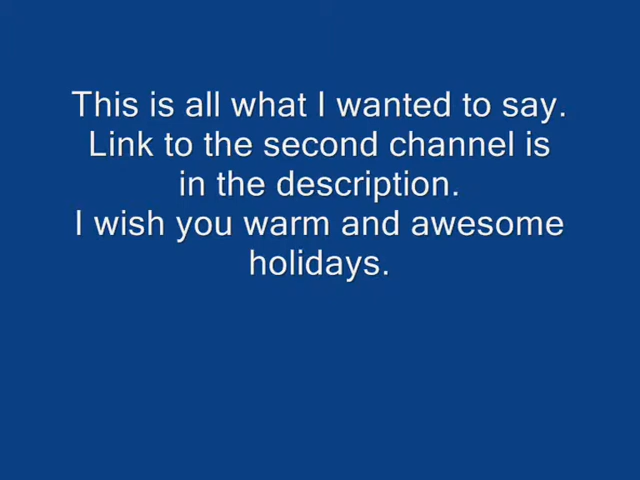 This is all what I wanted to say.
Link to the second channel is
in the description.
I wish you warm and awesome
holidays.